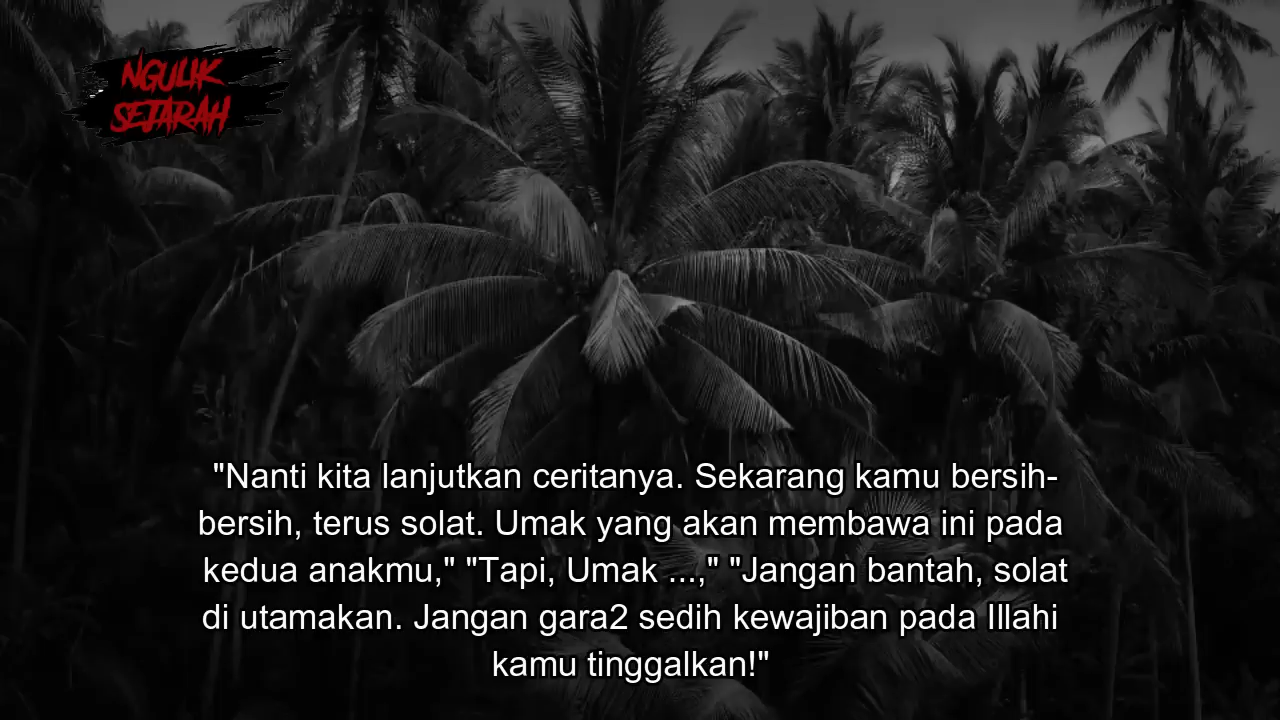 NGULIK
SEJARAH
"Nanti kita lanjutkan ceritanya. Sekarang kamu bersih-
bersih, terus solat. Umak yang akan membawa ini pada
kedua anakmu," "Tapi, Umak ...," "Jangan bantah, solat
di utamakan. Jangan gara2 sedih kewajiban pada Illahi
kamu tinggalkan!"